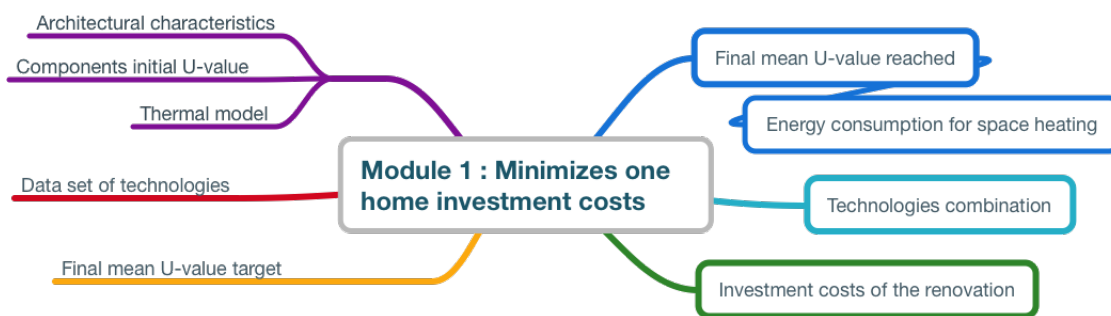 Architectural characteristics
Components initial U-value
Thermal model
Data set of technologies
Final mean U-value target
Module 1 : Minimizes one
home investment costs
Final mean U-value reached
Energy consumption for space heating
Technologies combination
Investment costs of the renovation